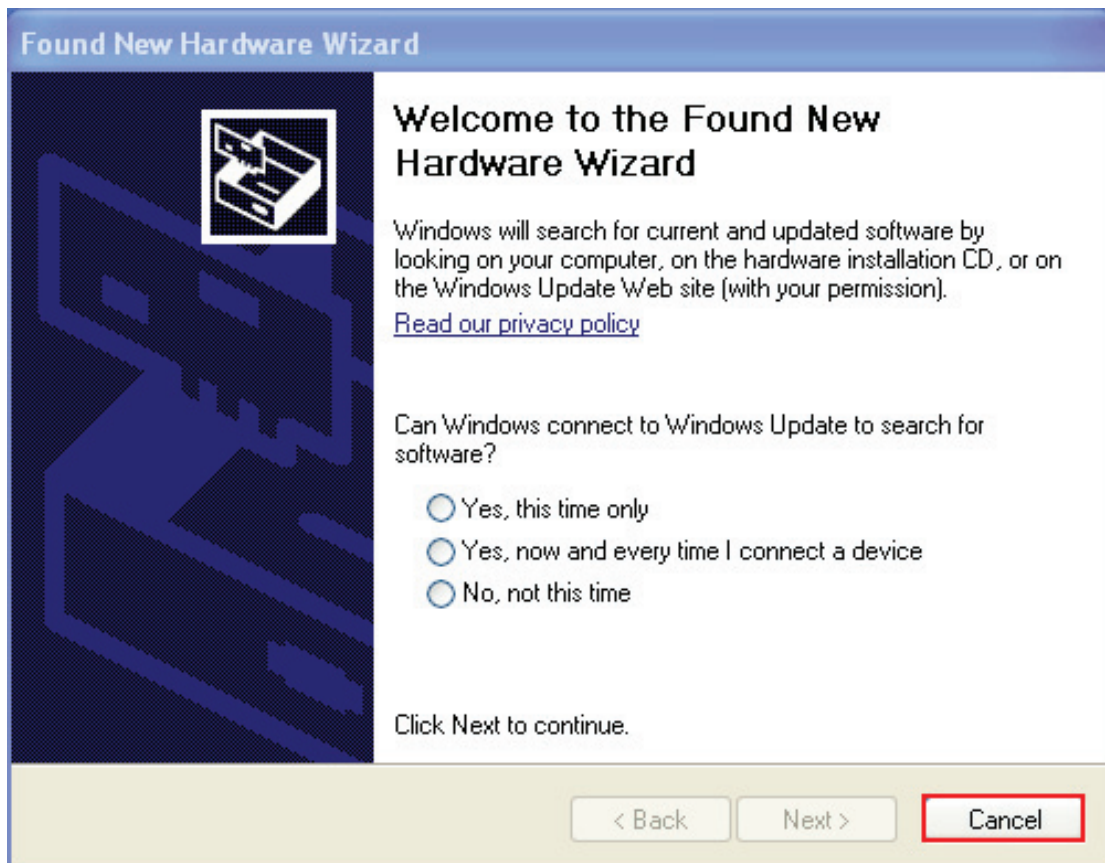 Found New Hardware Wizard
Welcome to the Found New
Hardware Wizard
Windows will search for current and updated software by
looking on your computer, on the hardware installation CD, or on
the Windows Update Web site (with your permission).
Read our privacy policy
Can Windows connect to Windows Update to search for
software?
Yes, this time only
Yes, now and every time I connect a device
No, not this time
Click Next to continue.
< Back
Next >
Cancel